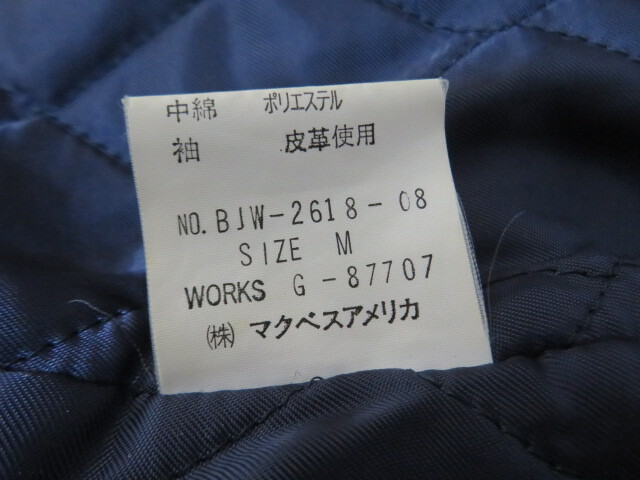 中綿 ポリエステル
袖 皮革使用
NO. BJW-2618-08
SIZE M
WORKS G-87707
㈱ マクベスアメリカ